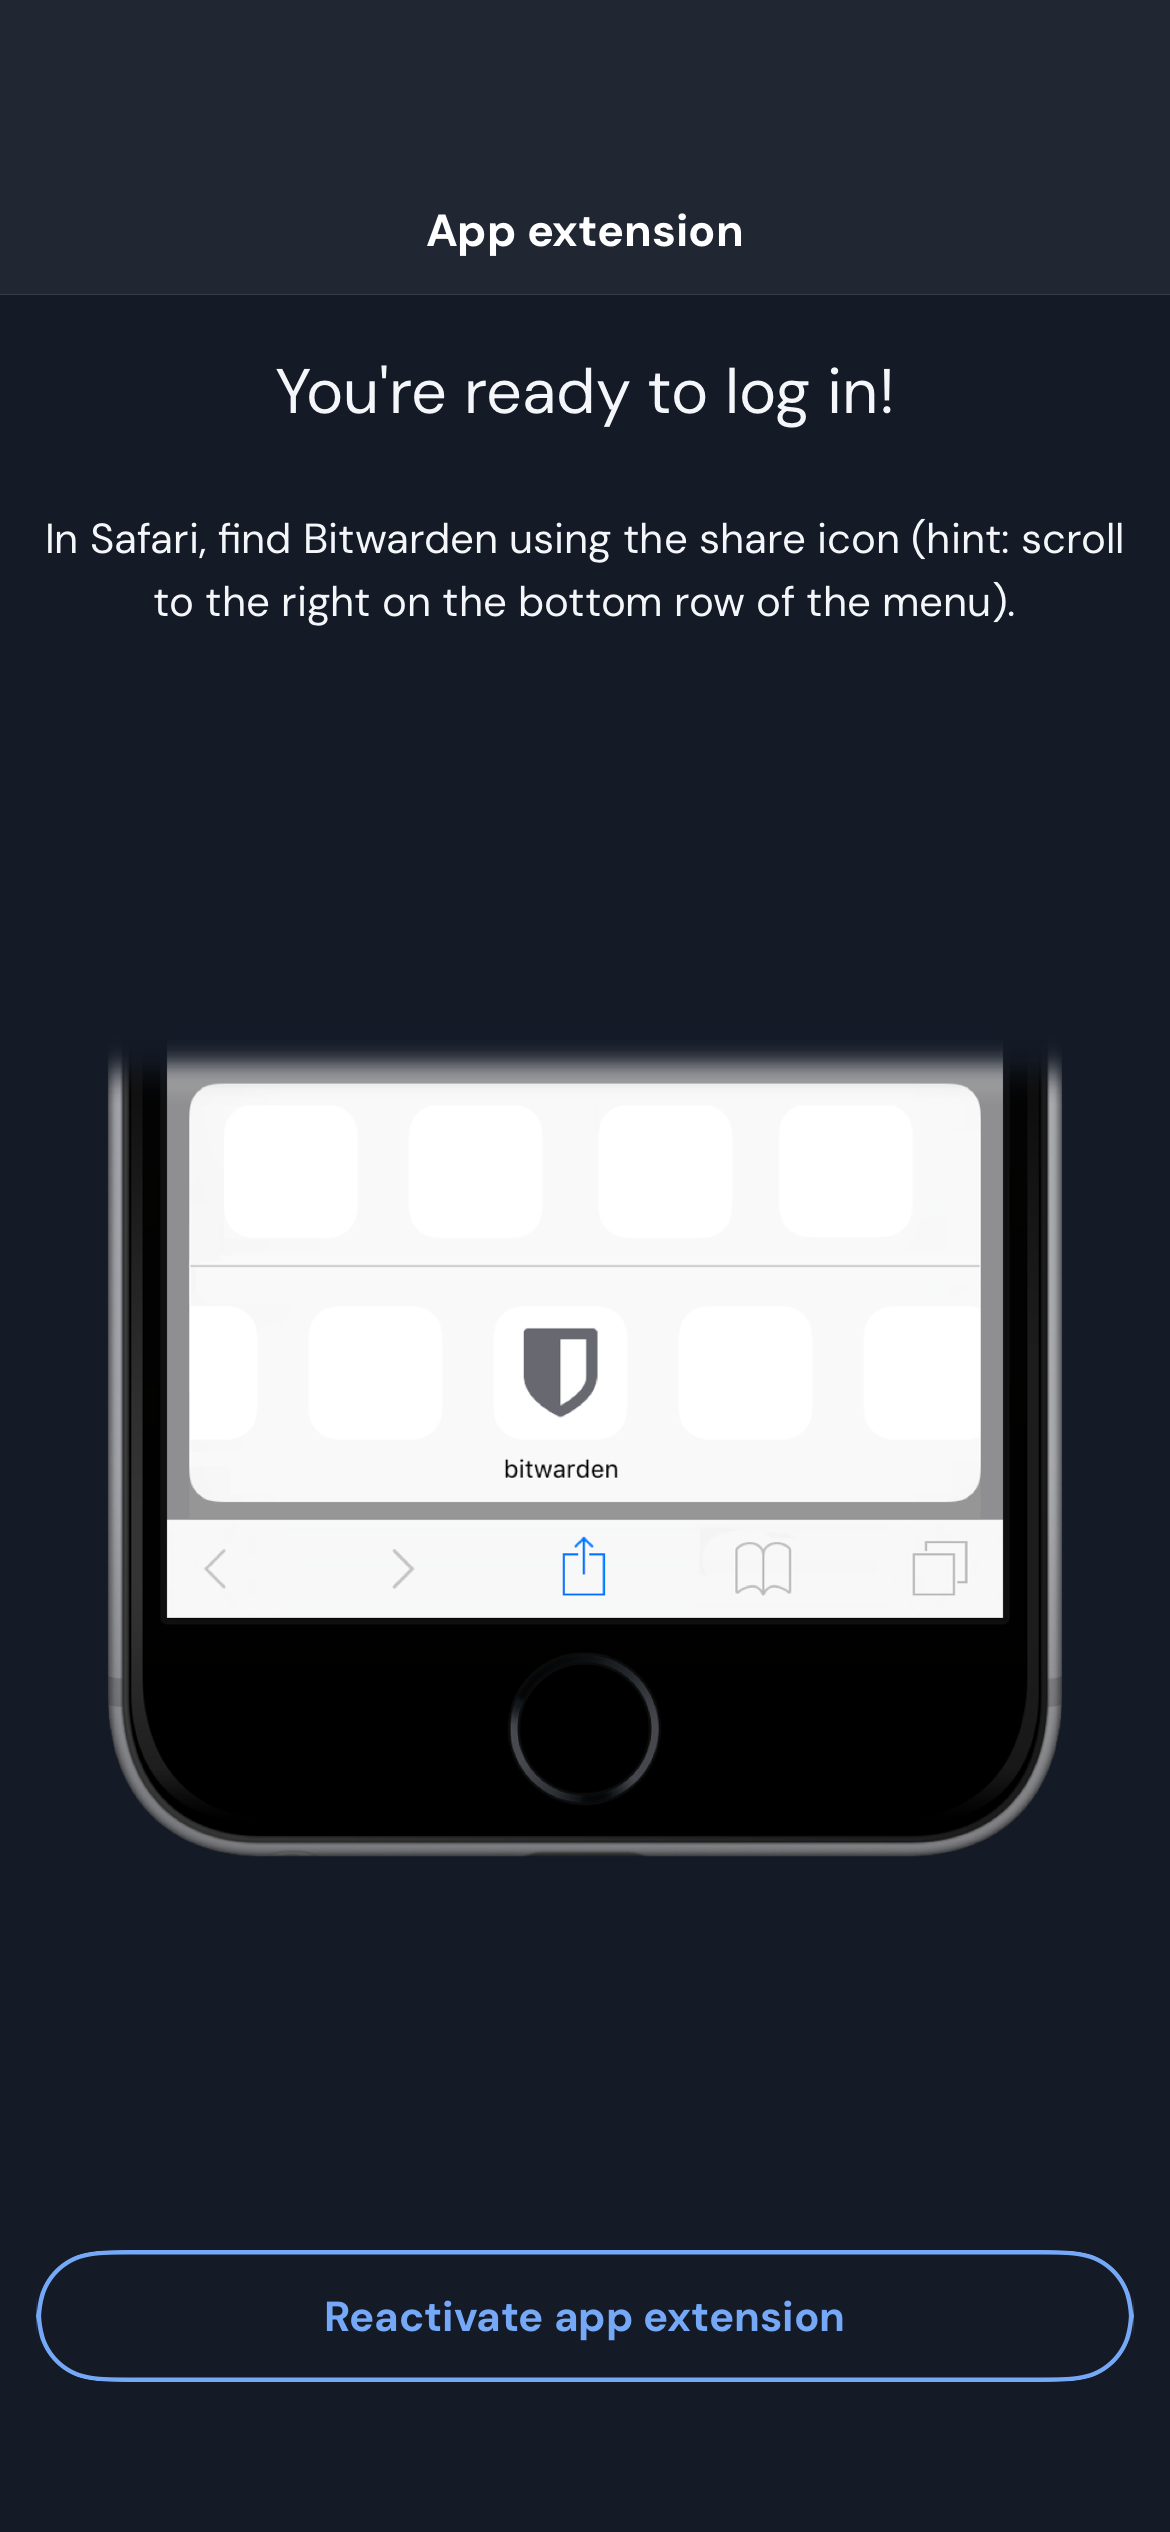 App extension
You're ready to log in!
In Safari, find Bitwarden using the share icon (hint: scroll
to the right on the bottom row of the menu).
bitwarden
Reactivate app extension